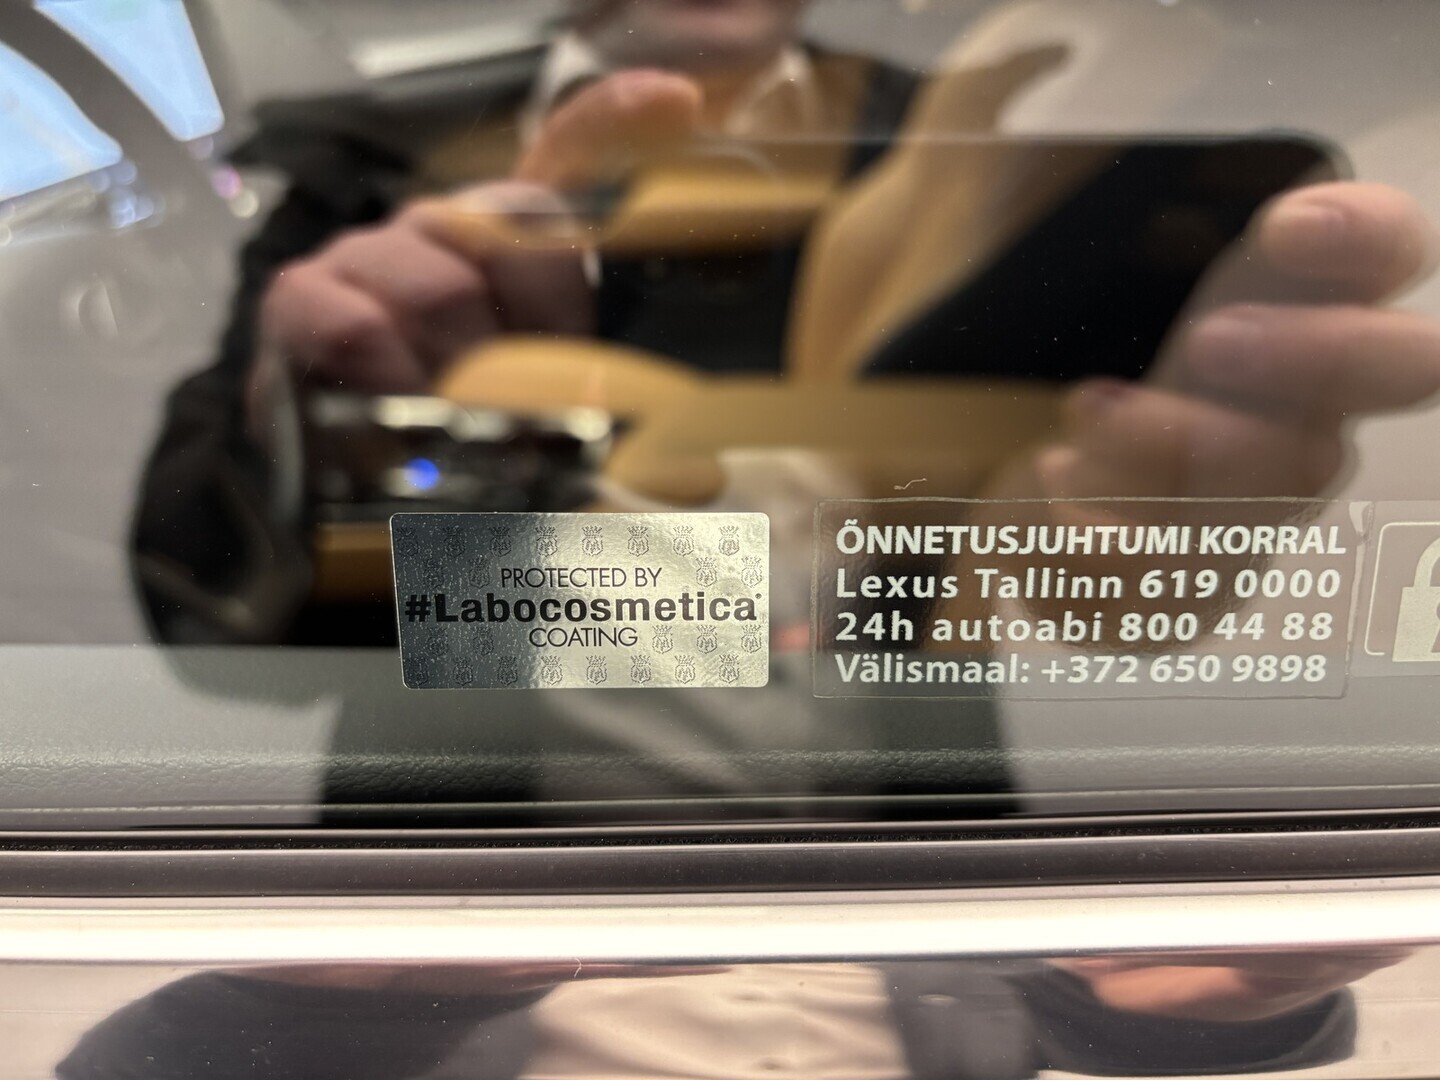 PROTECTED BY
#Labocosmetica®
COATING
ÕNNETUSJUHTUMI KORRAL
Lexus Tallinn 619 0000
24h autoabi 800 44 88
Välismaal: +372 650 9898